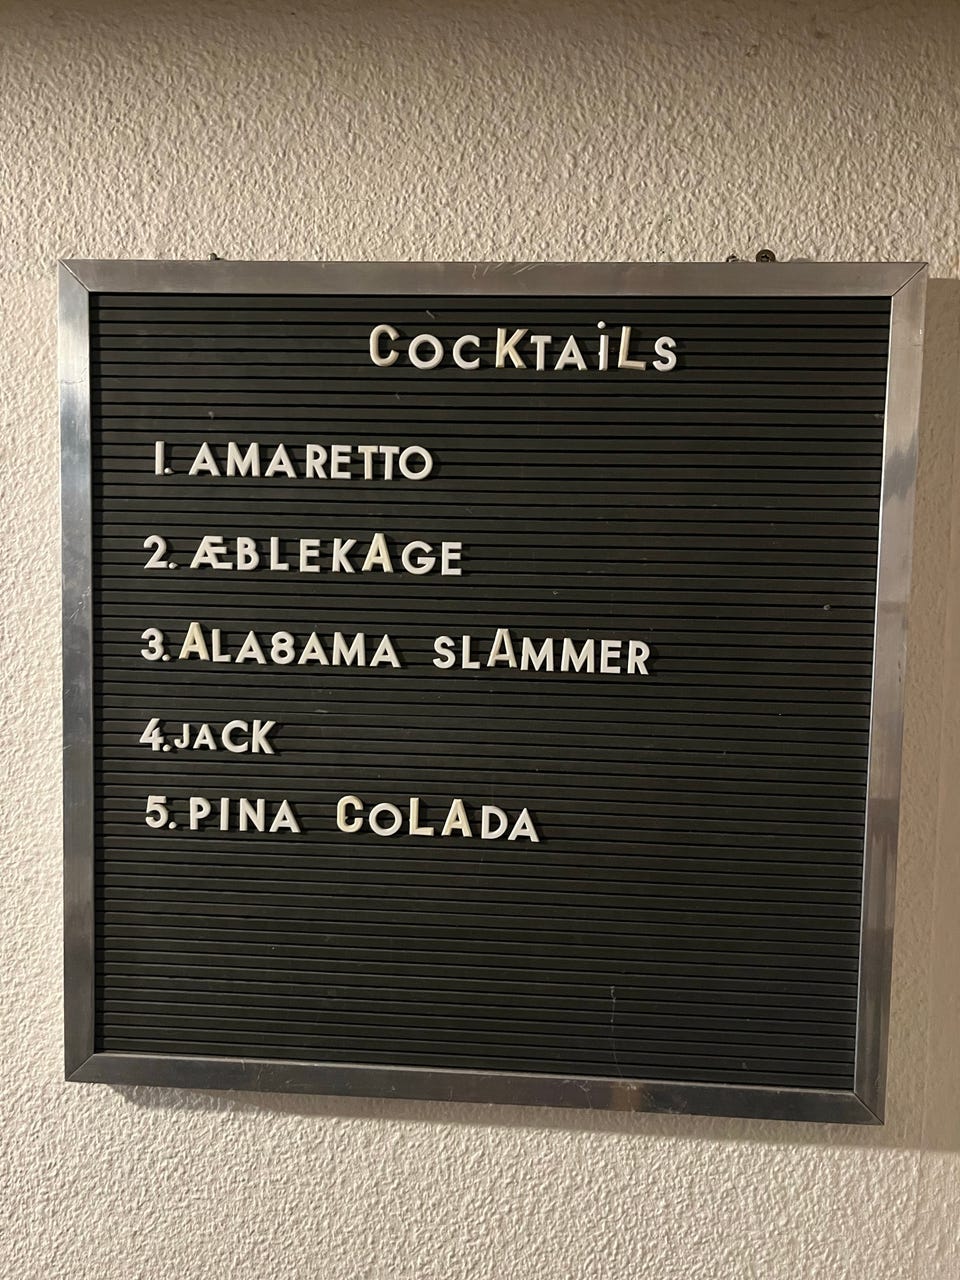 CocKTAiLs
1. AMARETTO
2. ÆBLEKAGE
3. ALA8AMA SLAMMER
4. JACK
5. PINA COLADA